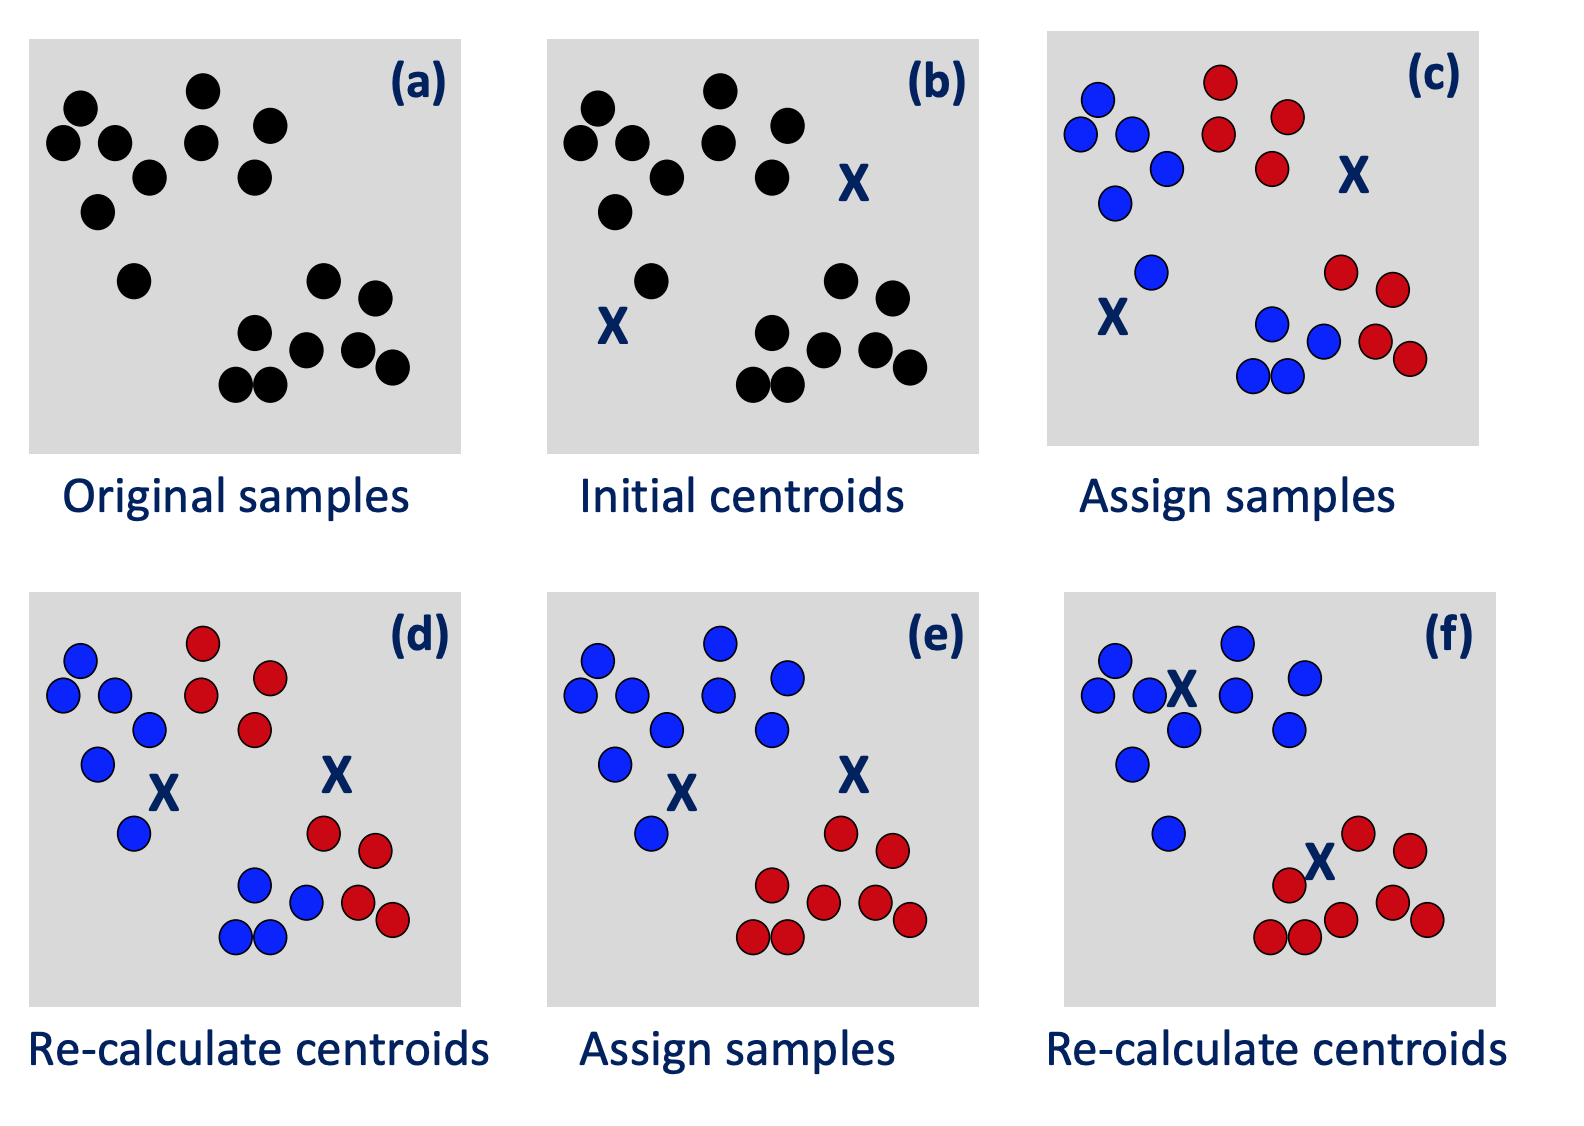 (a)
(b)
X
X
(c)
X
X
Original samples
Initial centroids
Assign samples
(d)
X
X
(e)
X
X
(f)
X
X
Re-calculate centroids
Assign samples
Re-calculate centroids